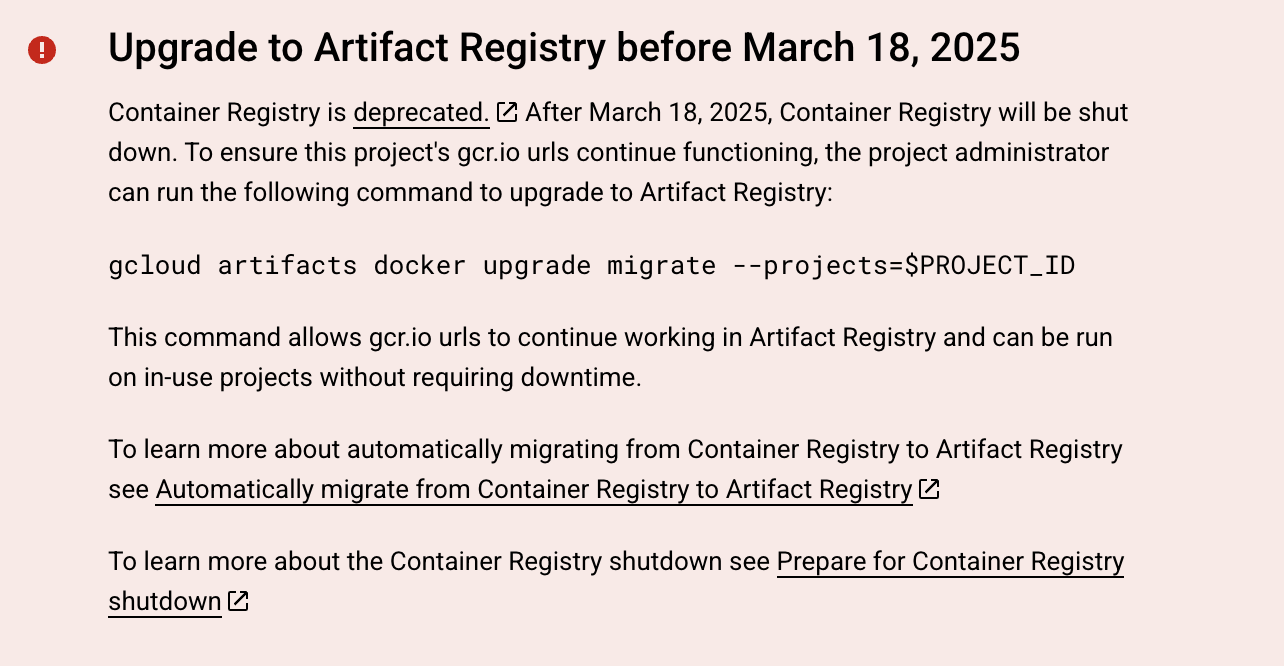 Upgrade to Artifact Registry before March 18, 2025
Container Registry is deprecated. After March 18, 2025, Container Registry will be shut
down. To ensure this project's gcr.io urls continue functioning, the project administrator
can run the following command to upgrade to Artifact Registry:
gcloud artifacts docker upgrade migrate --projects=$PROJECT_ID
This command allows gcr.io urls to continue working in Artifact Registry and can be run
on in-use projects without requiring downtime.
To learn more about automatically migrating from Container Registry to Artifact Registry
see Automatically migrate from Container Registry to Artifact Registry
To learn more about the Container Registry shutdown see Prepare for Container Registry
shutdown